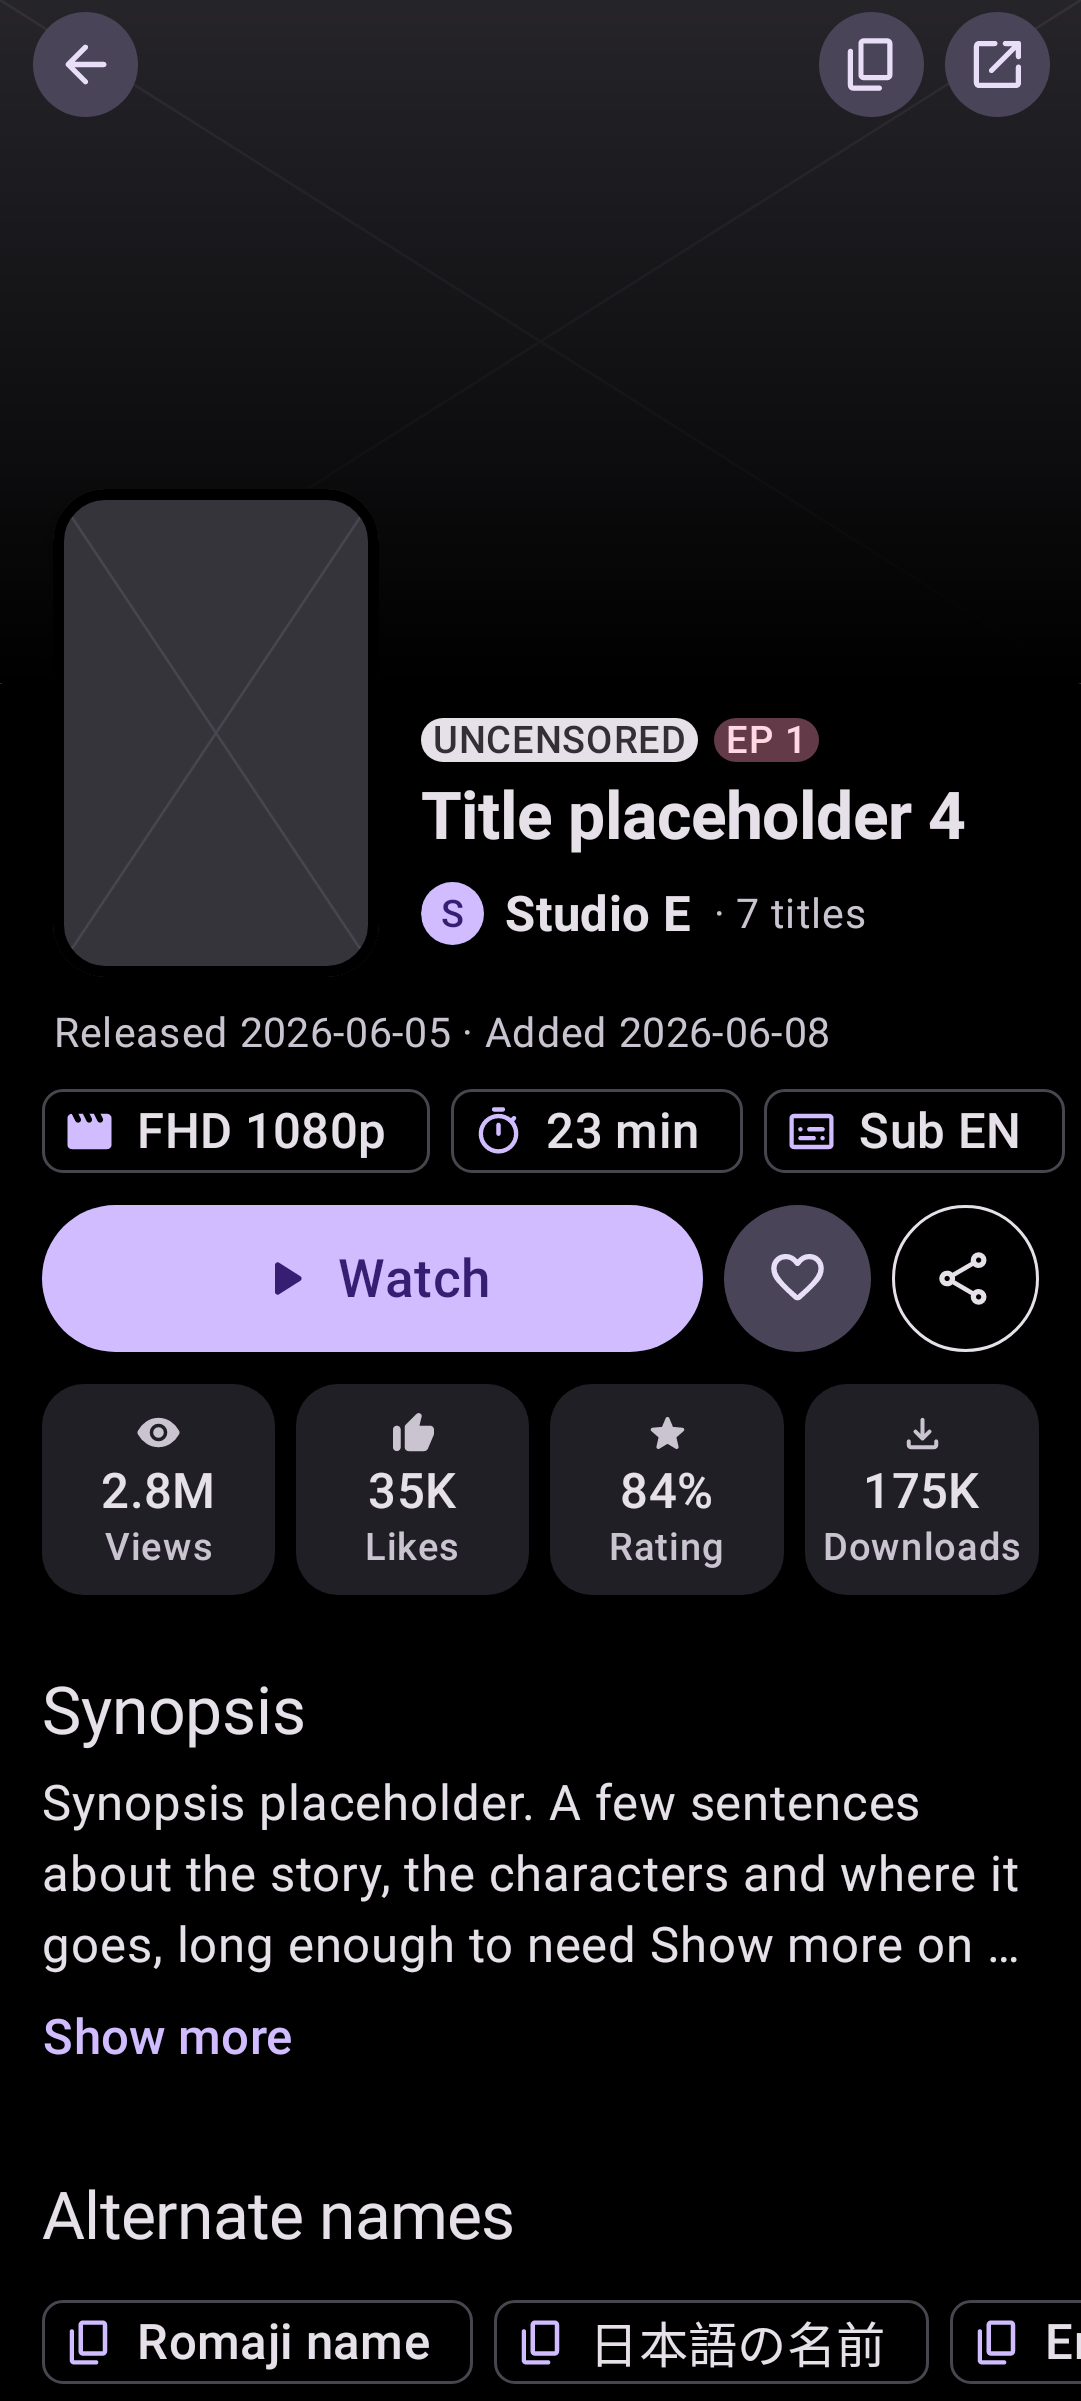 UNCENSORED EP 1
Title placeholder 4
S Studio E · 7 titles
Released 2026-06-05 · Added 2026-06-08
FHD 1080p 23 min Sub EN
Watch
2.8M 35K 84% 175K
Views Likes Rating Downloads
Synopsis
Synopsis placeholder. A few sentences
about the story, the characters and where it
goes, long enough to need Show more on …
Show more
Alternate names
Romaji name 日本語の名前